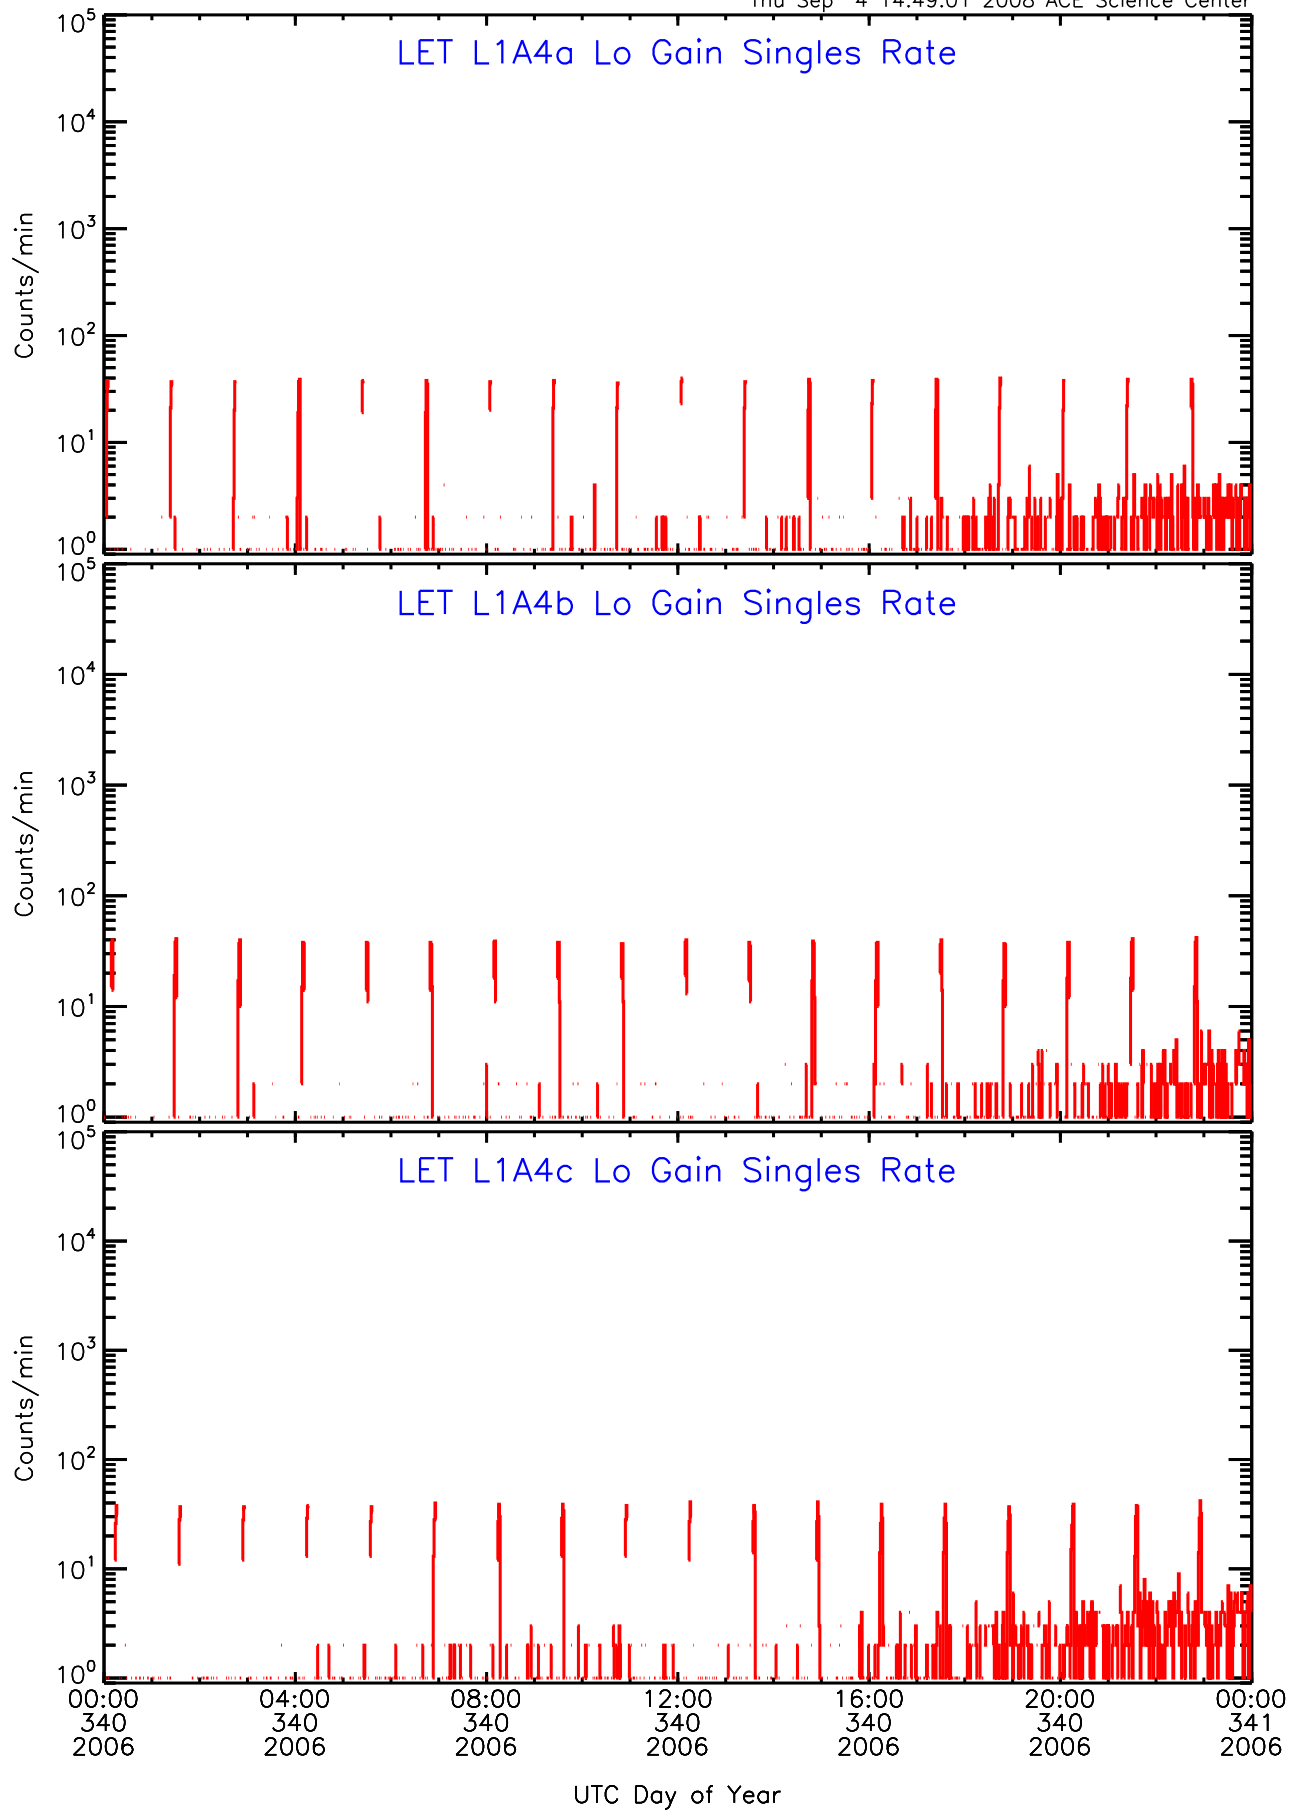 Thu Sep 4 14:49:01 2008 ACE Science Center
LET L1A4a Lo Gain Singles Rate
10^5
10^4
10^3
10^2
10^1
10^0
Counts/min
LET L1A4b Lo Gain Singles Rate
10^5
10^4
10^3
10^2
10^1
10^0
Counts/min
LET L1A4c Lo Gain Singles Rate
10^5
10^4
10^3
10^2
10^1
10^0
Counts/min
00:00 04:00 08:00 12:00 16:00 20:00 00:00
340 340 340 340 340 340 341
2006 2006 2006 2006 2006 2006 2006
UTC Day of Year